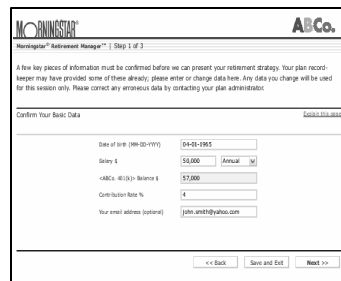 MORNINGSTAR®
ABCo.
Morningstar® Retirement Manager℠ | Step 1 of 3
A few key pieces of information must be confirmed before we can present your retirement strategy. Your plan record-
keeper may have provided some of these already; please enter or change data here. Any data you change will be used
for this session only. Please correct any erroneous data by contacting your plan administrator.
Confirm Your Basic Data
Explain this page
Date of Birth (MM-DD-YYYY) 04-01-1965
Salary $ 50,000 Annual
<ABCo. 401(k)> Balance $ 57,000
Contribution Rate % 4
Your email address (optional) john.smith@yahoo.com
<< Back Save and Exit Next >>